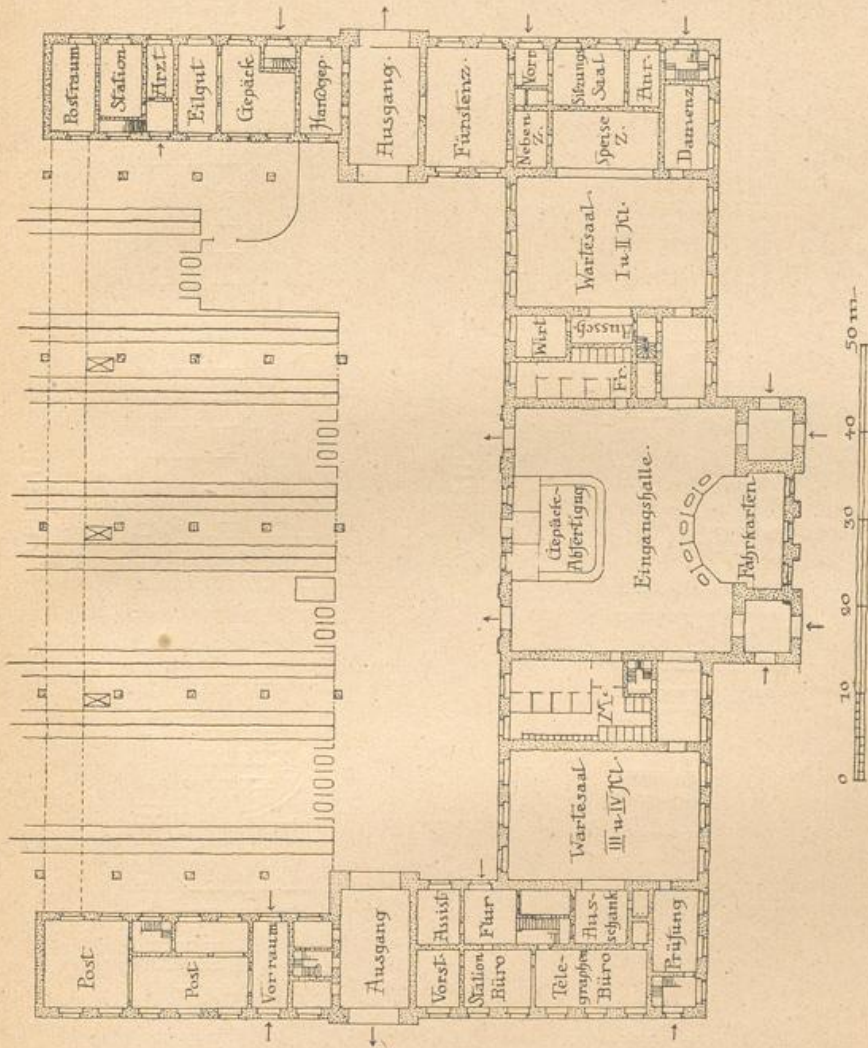 Postraum
Station
Arzt
Eilgut
Gepäck
Handgep.
Ausgang.
Fürstenz.
Neben
Z.
Vorr
Speise
Z.
Sitzungs
Saal
Anr.
Damenz
Wartesaal
I u. II Kl.
Wirt
Aussch.
Fr.
Gepäck-
Abfertigung
Eingangshalle.
Fahrkarten
M.
Wartesaal
III u. IV Kl.
Post
Post
Vorraum
Ausgang
Vorst.
Assist
Station
Büro
Flur
Tele-
graphen
Büro
Aus-
schank
Prüfung
0 10 20 30 40 50 m